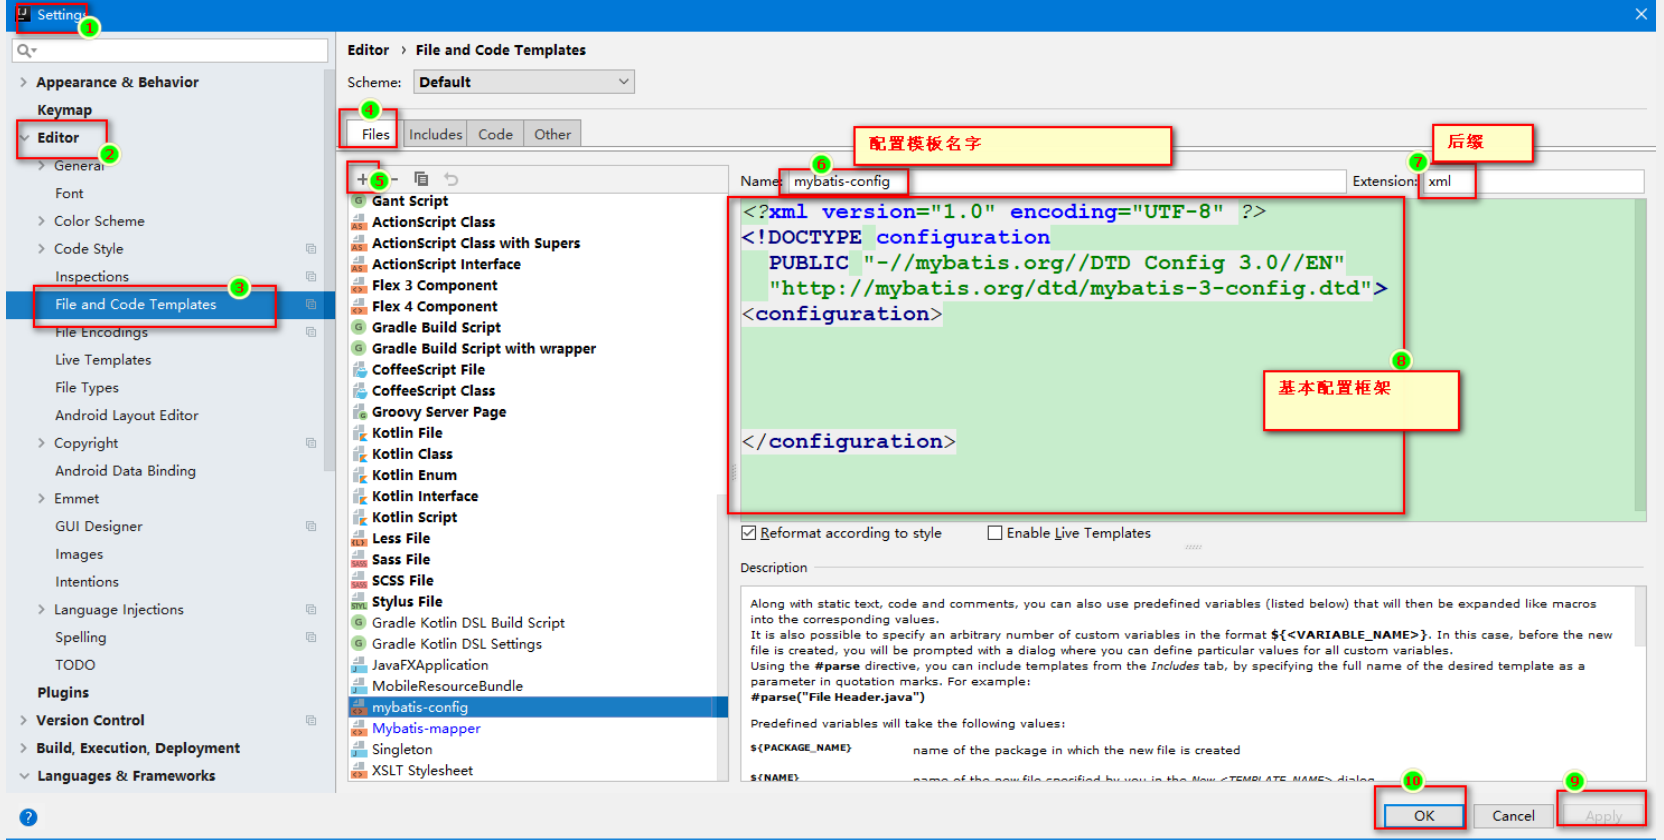 Settings
1
Appearance & Behavior
Keymap
Editor
2
General
Font
Color Scheme
Code Style
Inspections
3
File and Code Templates
File Encodings
Live Templates
File Types
Android Layout Editor
Copyright
Android Data Binding
Emmet
GUI Designer
Images
Intentions
Language Injections
Spelling
TODO
Plugins
Version Control
Build, Execution, Deployment
Languages & Frameworks
Editor › File and Code Templates
Scheme: Default
4
Files Includes Code Other
5
Gant Script
ActionScript Class
ActionScript Class with Supers
ActionScript Interface
Flex 3 Component
Flex 4 Component
Gradle Build Script
Gradle Build Script with wrapper
CoffeeScript File
CoffeeScript Class
Groovy Server Page
Kotlin File
Kotlin Class
Kotlin Enum
Kotlin Interface
Kotlin Script
Less File
Sass File
SCSS File
Stylus File
Gradle Kotlin DSL Build Script
Gradle Kotlin DSL Settings
JavaFXApplication
MobileResourceBundle
mybatis-config
Mybatis-mapper
Singleton
XSLT Stylesheet
配置模板名字
后缀
6
7
Name: mybatis-config Extension: xml
<?xml version="1.0" encoding="UTF-8" ?>
<!DOCTYPE configuration
PUBLIC "-//mybatis.org//DTD Config 3.0//EN"
"http://mybatis.org/dtd/mybatis-3-config.dtd">
<configuration>
8
基本配置框架
</configuration>
Reformat according to style Enable Live Templates
Description
Along with static text, code and comments, you can also use predefined variables (listed below) that will then be expanded like macros
into the corresponding values.
It is also possible to specify an arbitrary number of custom variables in the format ${<VARIABLE_NAME>}. In this case, before the new
file is created, you will be prompted with a dialog where you can define particular values for all custom variables.
Using the #parse directive, you can include templates from the Includes tab, by specifying the full name of the desired template as a
parameter in quotation marks. For example:
#parse("File Header.java")
Predefined variables will take the following values:
${PACKAGE_NAME} name of the package in which the new file is created
${NAME} name of the new file specified by you in the New <TEMPLATE_NAME> dialog
10
9
OK Cancel Apply